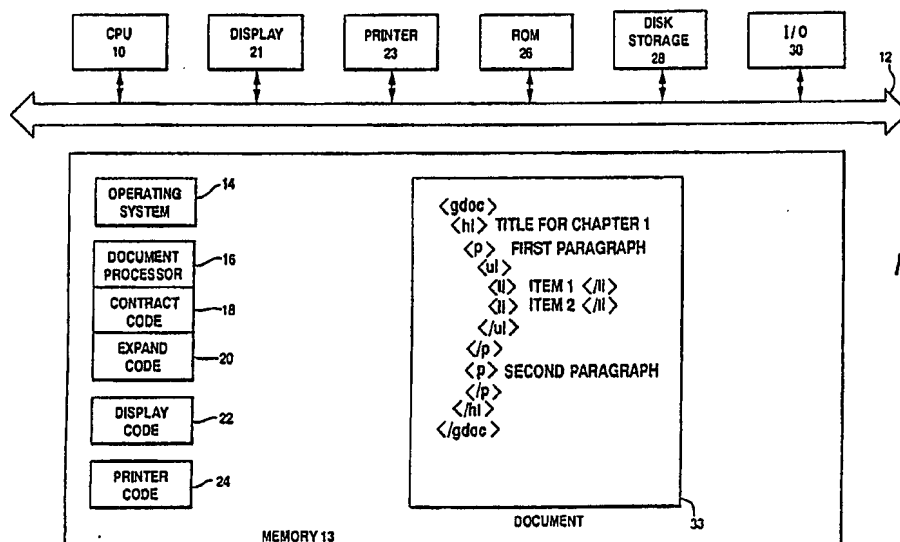 CPU
10
DISPLAY
21
PRINTER
23
ROM
26
DISK
STORAGE
28
I/O
30
12
OPERATING
SYSTEM
14
DOCUMENT
PROCESSOR
16
CONTRACT
CODE
18
EXPAND
CODE
20
DISPLAY
CODE
22
PRINTER
CODE
24
<gdoc>
<hl> TITLE FOR CHAPTER 1
<p> FIRST PARAGRAPH
<ul>
<li> ITEM 1 </li>
<li> ITEM 2 </li>
</ul>
</p>
<p> SECOND PARAGRAPH
</p>
</hl>
</gdoc>
33
DOCUMENT
MEMORY 13